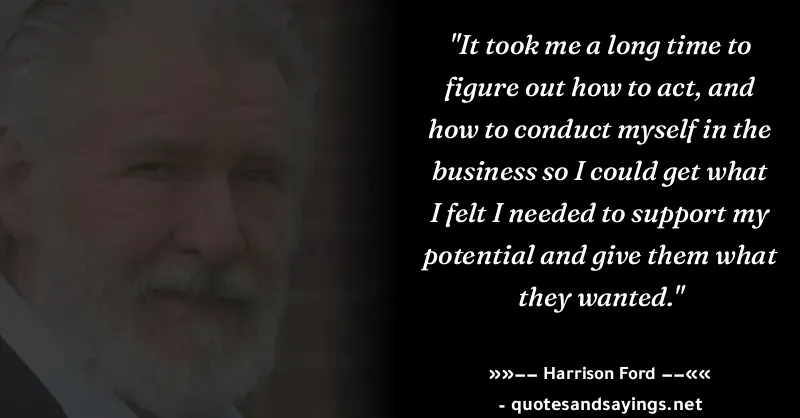 "It took me a long time to
figure out how to act, and
how to conduct myself in the
business so I could get what
I felt I needed to support my
potential and give them what
they wanted."
»»−− Harrison Ford −−««
- quotesandsayings.net